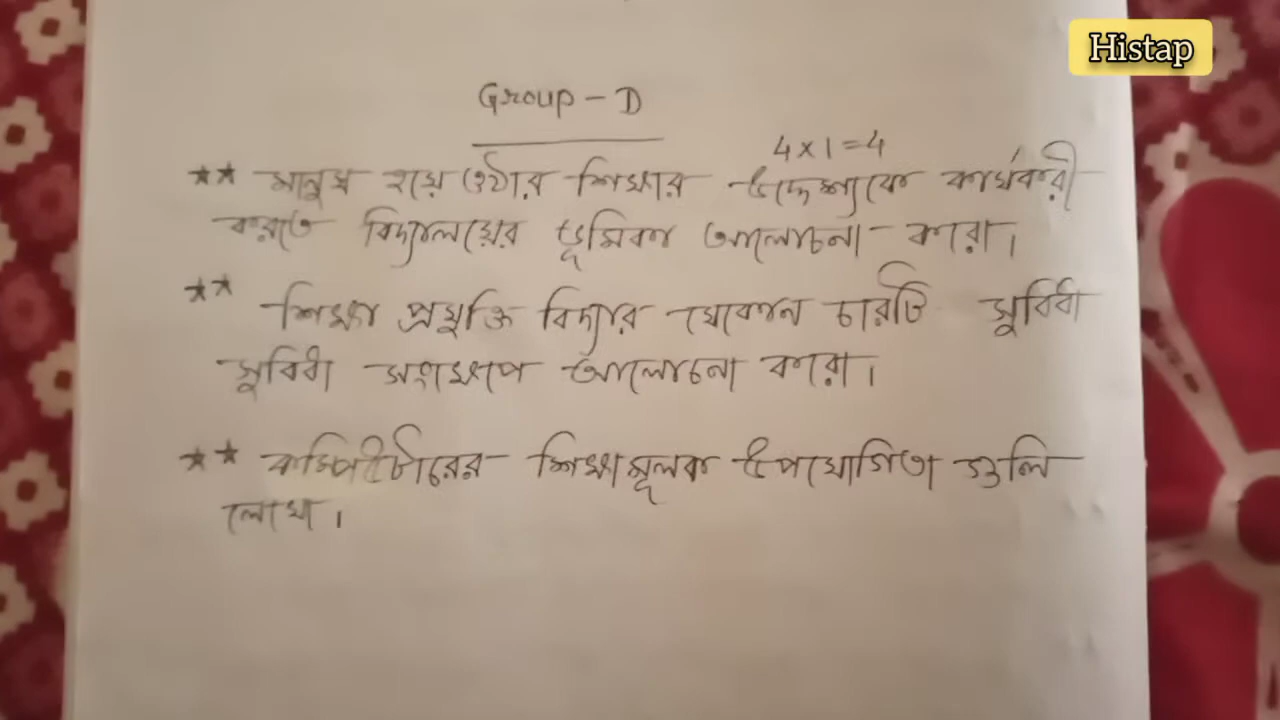 Histap
Group - D
4 x 1 = 4
** মানুষ হয়ে ওঠার শিক্ষার উদ্দেশ্যকে কার্যকরী
করতে বিদ্যালয়ের ভূমিকা আলোচনা করো।
** শিক্ষা প্রযুক্তি বিদ্যার যেকোন চারটি সুবিধা
সুবিধা সংক্ষেপে আলোচনা করো।
** কম্পিউটারের শিক্ষামূলক উপযোগিতা গুলি
লেখো।